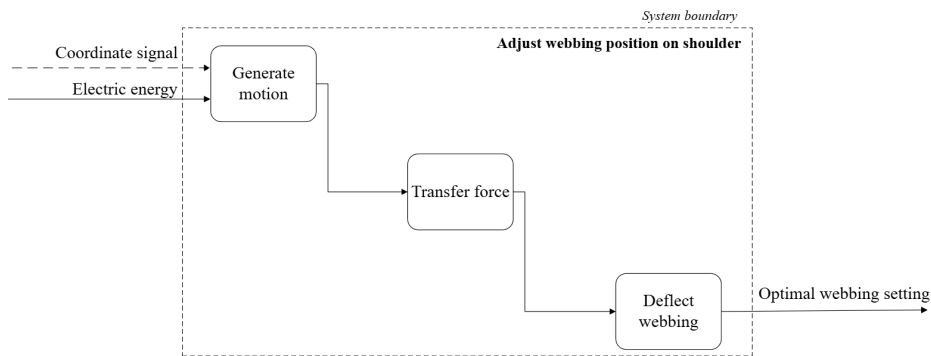 System boundary
Adjust webbing position on shoulder
Coordinate signal
Electric energy
Generate
motion
Transfer force
Deflect
webbing
Optimal webbing setting